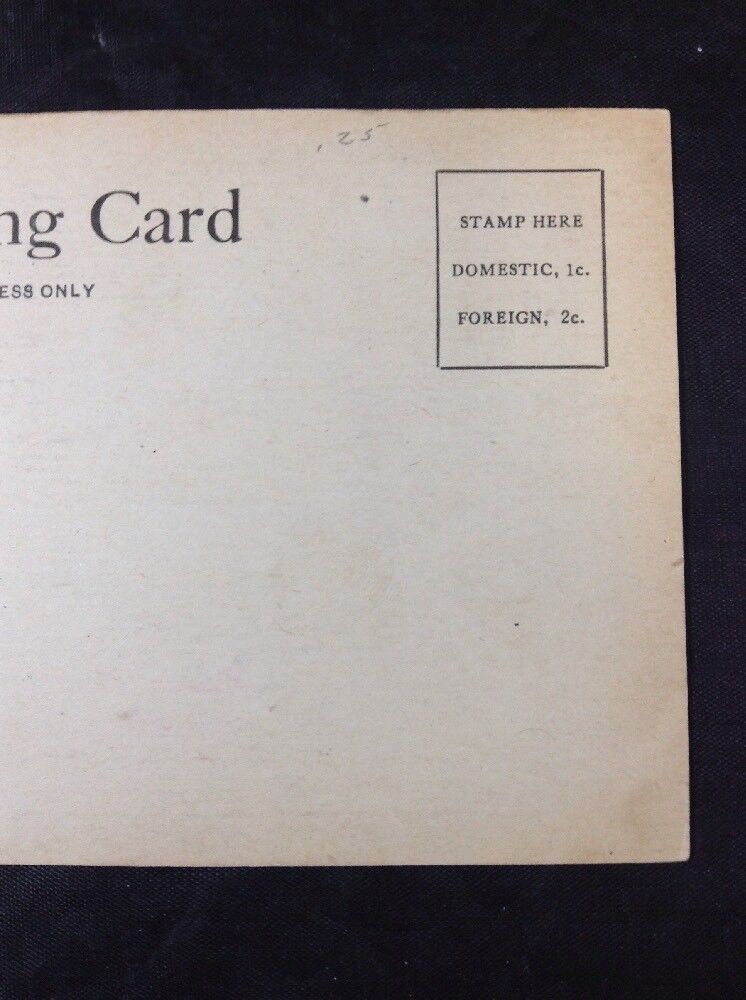 .25
ng Card
ESS ONLY
STAMP HERE
DOMESTIC, 1c.
FOREIGN, 2c.